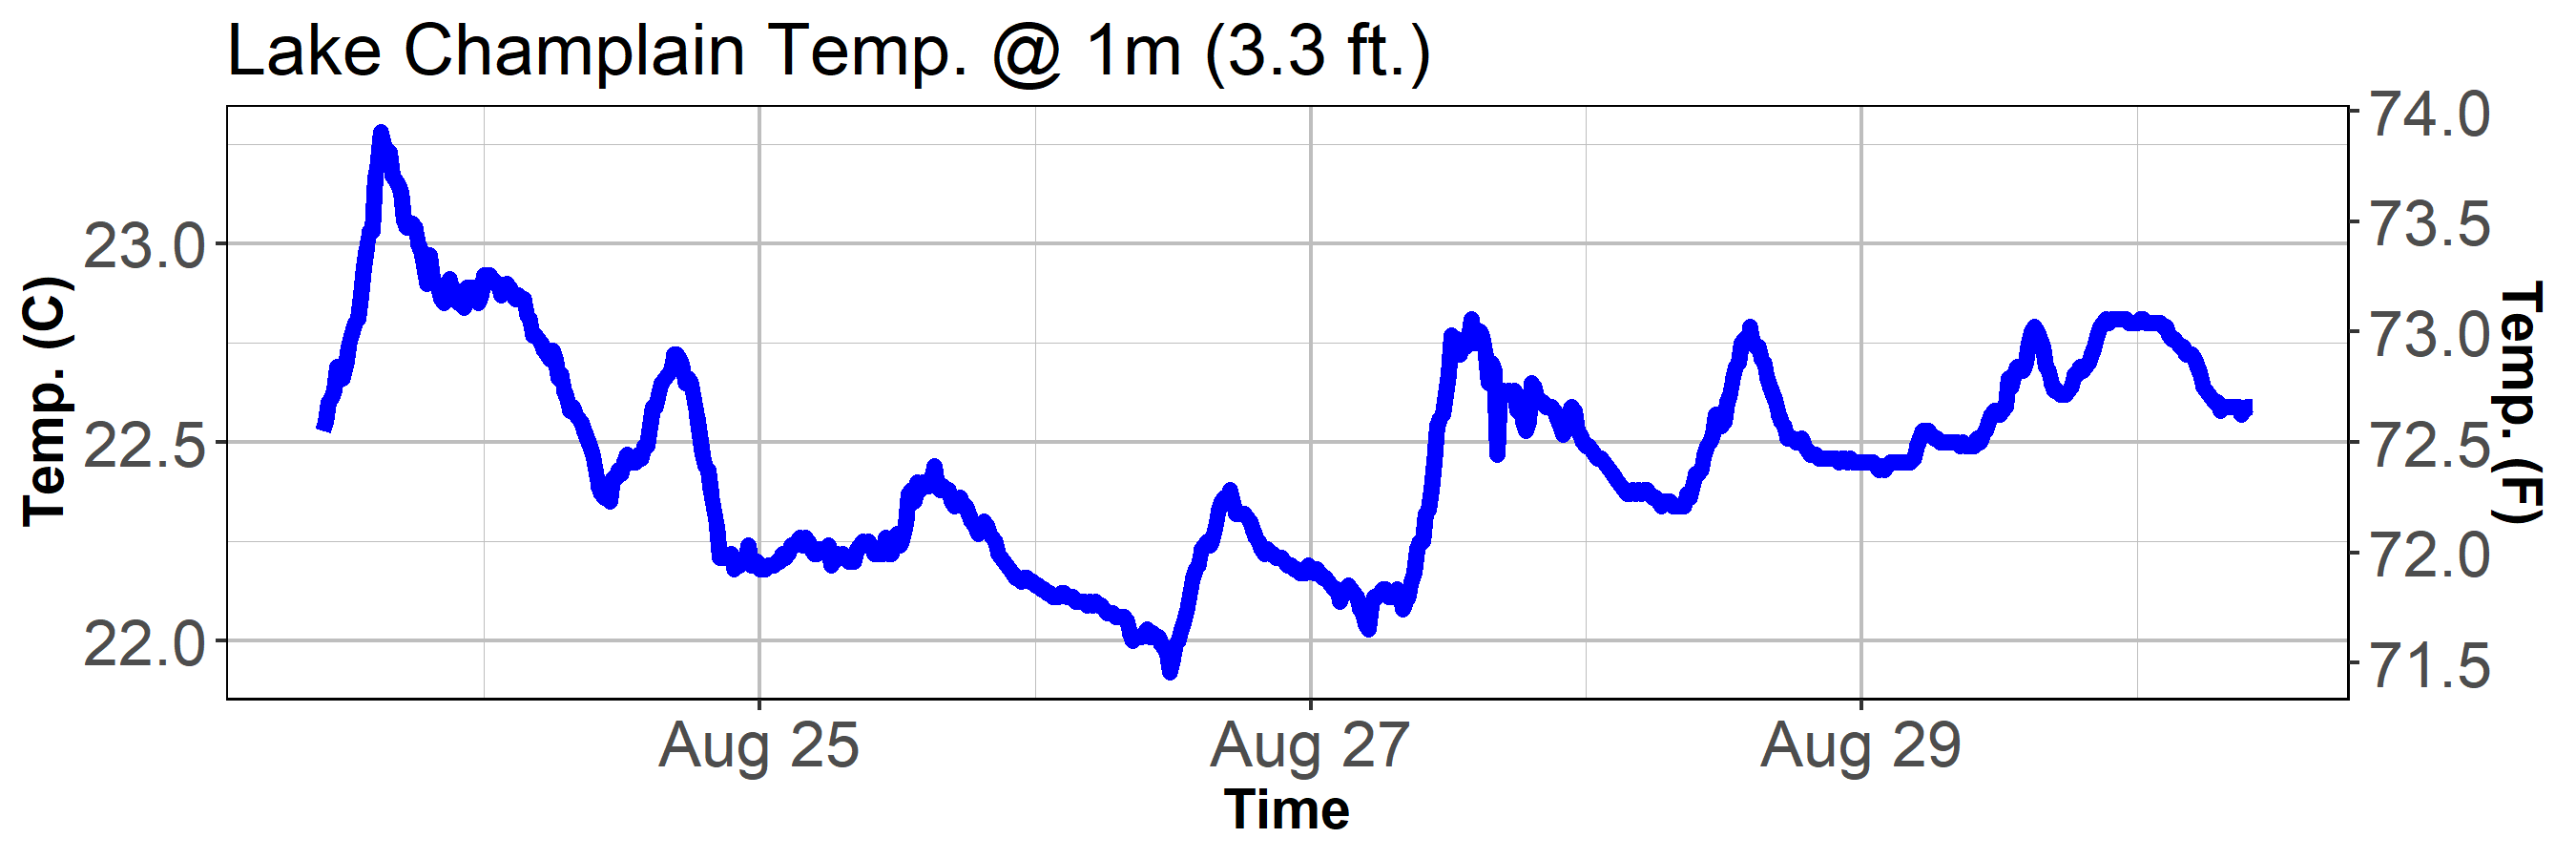 Lake Champlain Temp. @ 1m (3.3 ft.)
Temp. (C)
23.0
22.5
22.0
74.0
73.5
73.0
72.5
72.0
71.5
Temp. (F)
Aug 25
Aug 27
Aug 29
Time